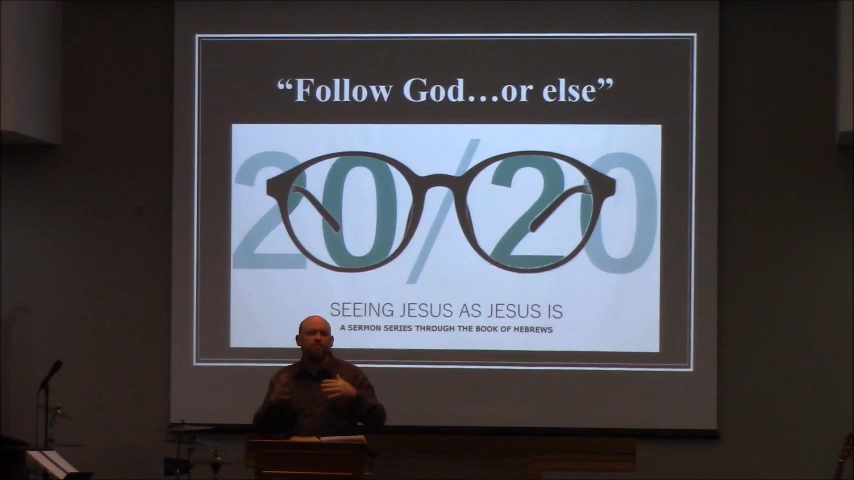 “Follow God…or else”
20/20
SEEING JESUS AS JESUS IS
A SERMON SERIES THROUGH THE BOOK OF HEBREWS